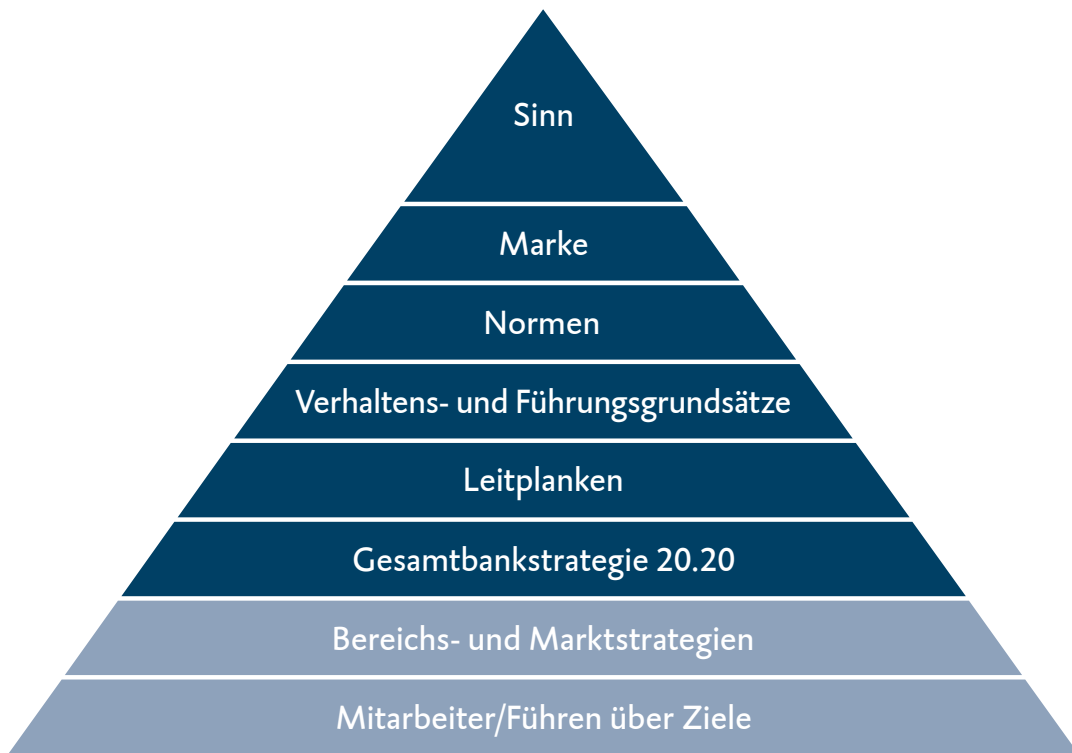 Sinn
Marke
Normen
Verhaltens- und Führungsgrundsätze
Leitplanken
Gesamtbankstrategie 20.20
Bereichs- und Marktstrategien
Mitarbeiter/Führen über Ziele